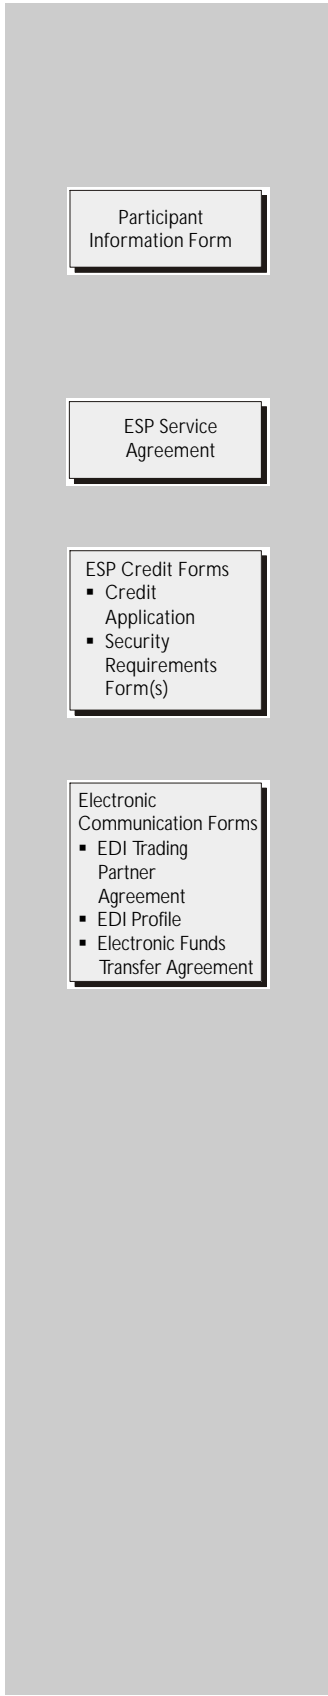 Participant
Information Form
ESP Service
Agreement
ESP Credit Forms
▪ Credit
Application
▪ Security
Requirements
Form(s)
Electronic
Communication Forms
▪ EDI Trading
Partner
Agreement
▪ EDI Profile
▪ Electronic Funds
Transfer Agreement